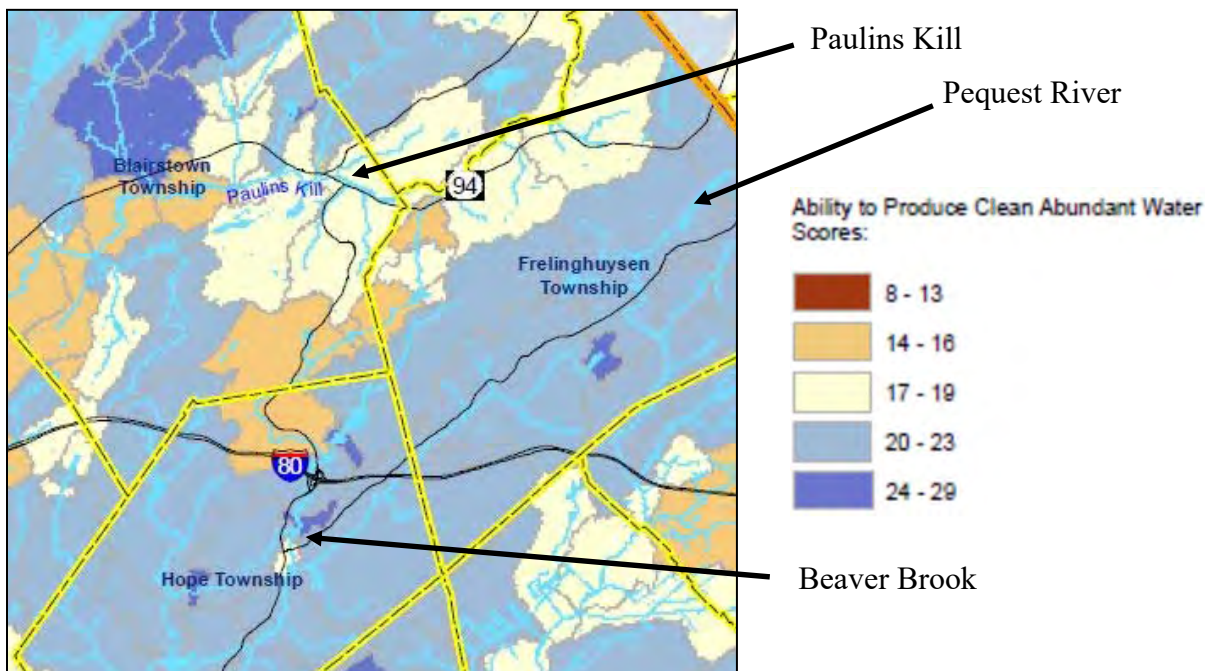 Paulins Kill
Pequest River
Blairstown
Township
Paulins Kill
94
Frelinghuysen
Township
80
Hope Township
Beaver Brook
Ability to Produce Clean Abundant Water
Scores:
8 - 13
14 - 16
17 - 19
20 - 23
24 - 29